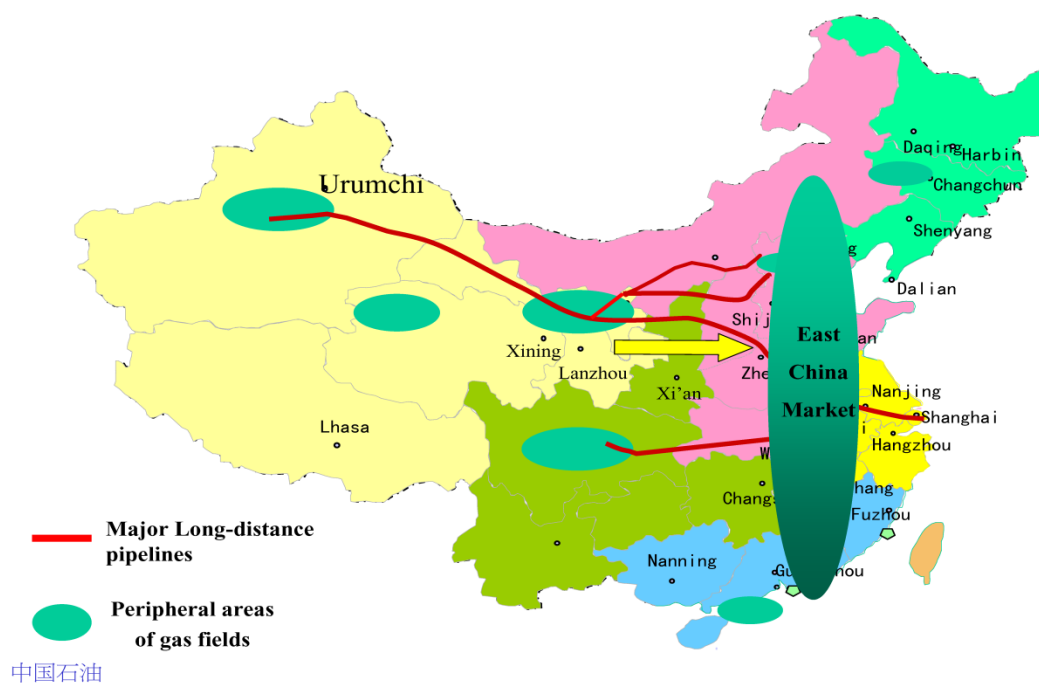 Urumchi
Daqing
Harbin
Changchun
Shenyang
Dalian
Xining
Lanzhou
Xi’an
East
China
Market
Nanjing
Shanghai
Hangzhou
Lhasa
Fuzhou
Nanning
Major Long-distance
pipelines
Peripheral areas
of gas fields
中国石油